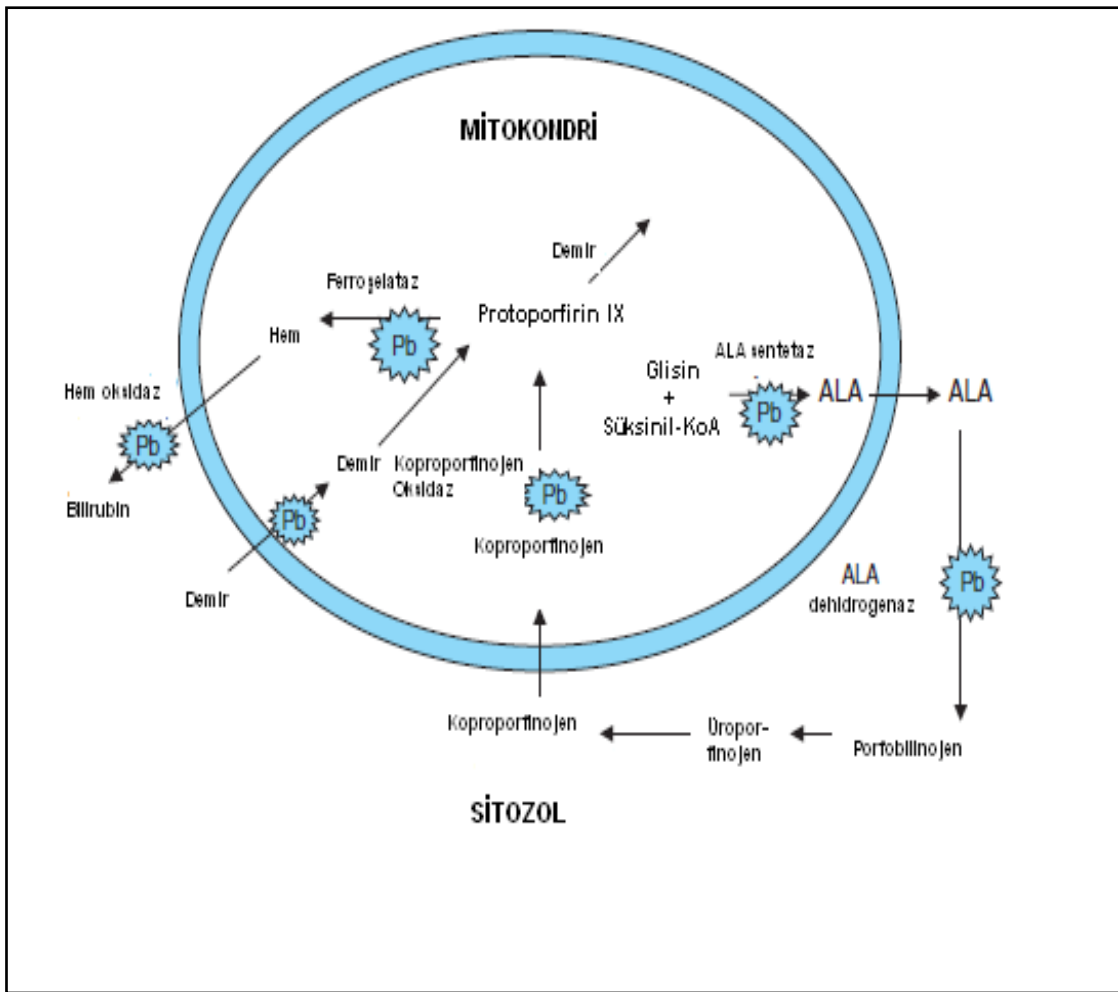 MİTOKONDRİ
Demir
Ferroşelataz
Protoporfirin IX
Pb
Hem
ALA sentetaz
Glisin
+
Süksinil-KoA
Pb
ALA
ALA
Hem oksidaz
Pb
Bilirubin
Demir
Koproporfinojen
Oksidaz
Pb
Pb
Koproporfinojen
Demir
ALA
dehidrogenaz
Pb
Koproporfinojen
Üropor-
finojen
Porfobilinojen
SİTOZOL